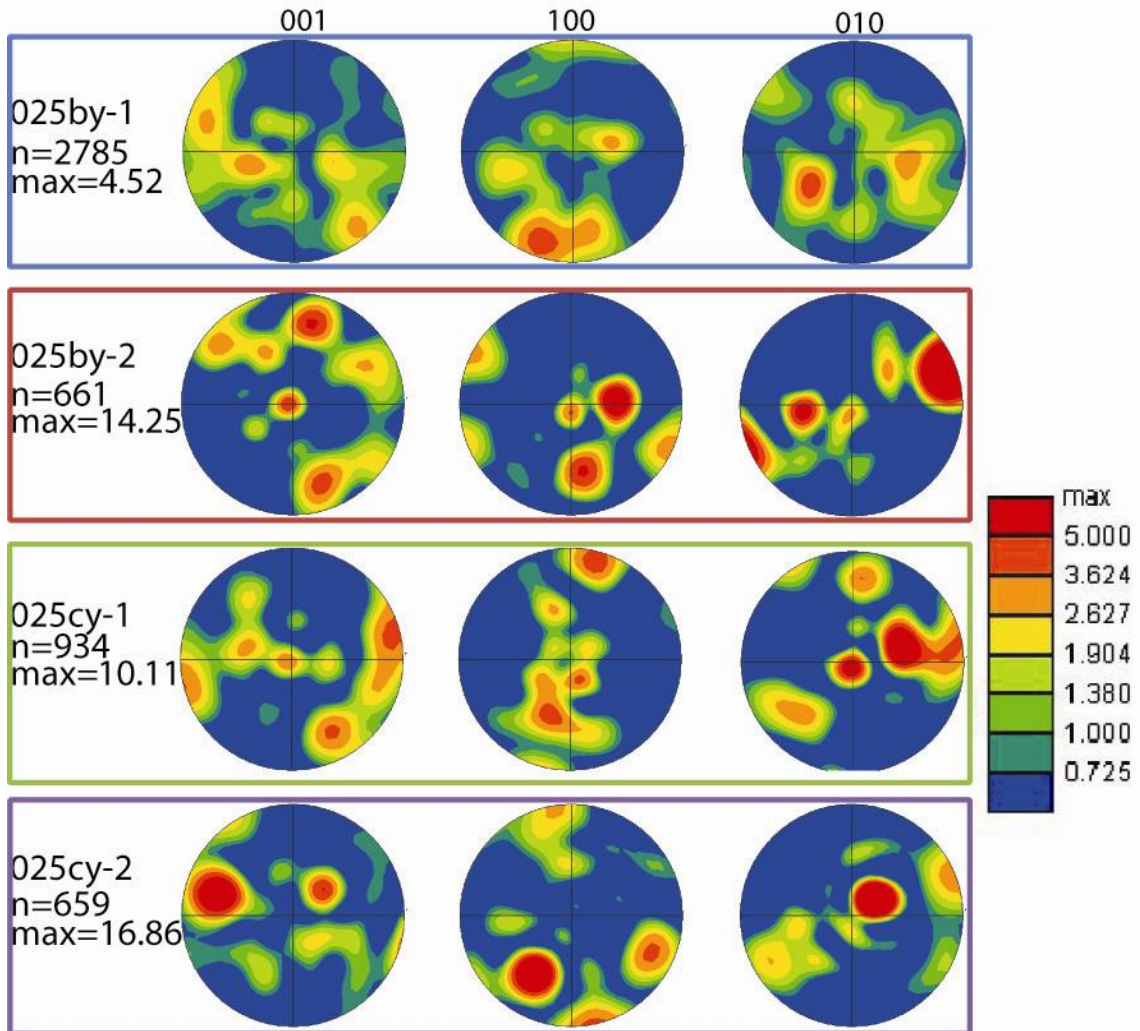 001 100 010
025by-1
n=2785
max=4.52
025by-2
n=661
max=14.25
025cy-1
n=934
max=10.11
025cy-2
n=659
max=16.86
max
5.000
3.624
2.627
1.904
1.380
1.000
0.725